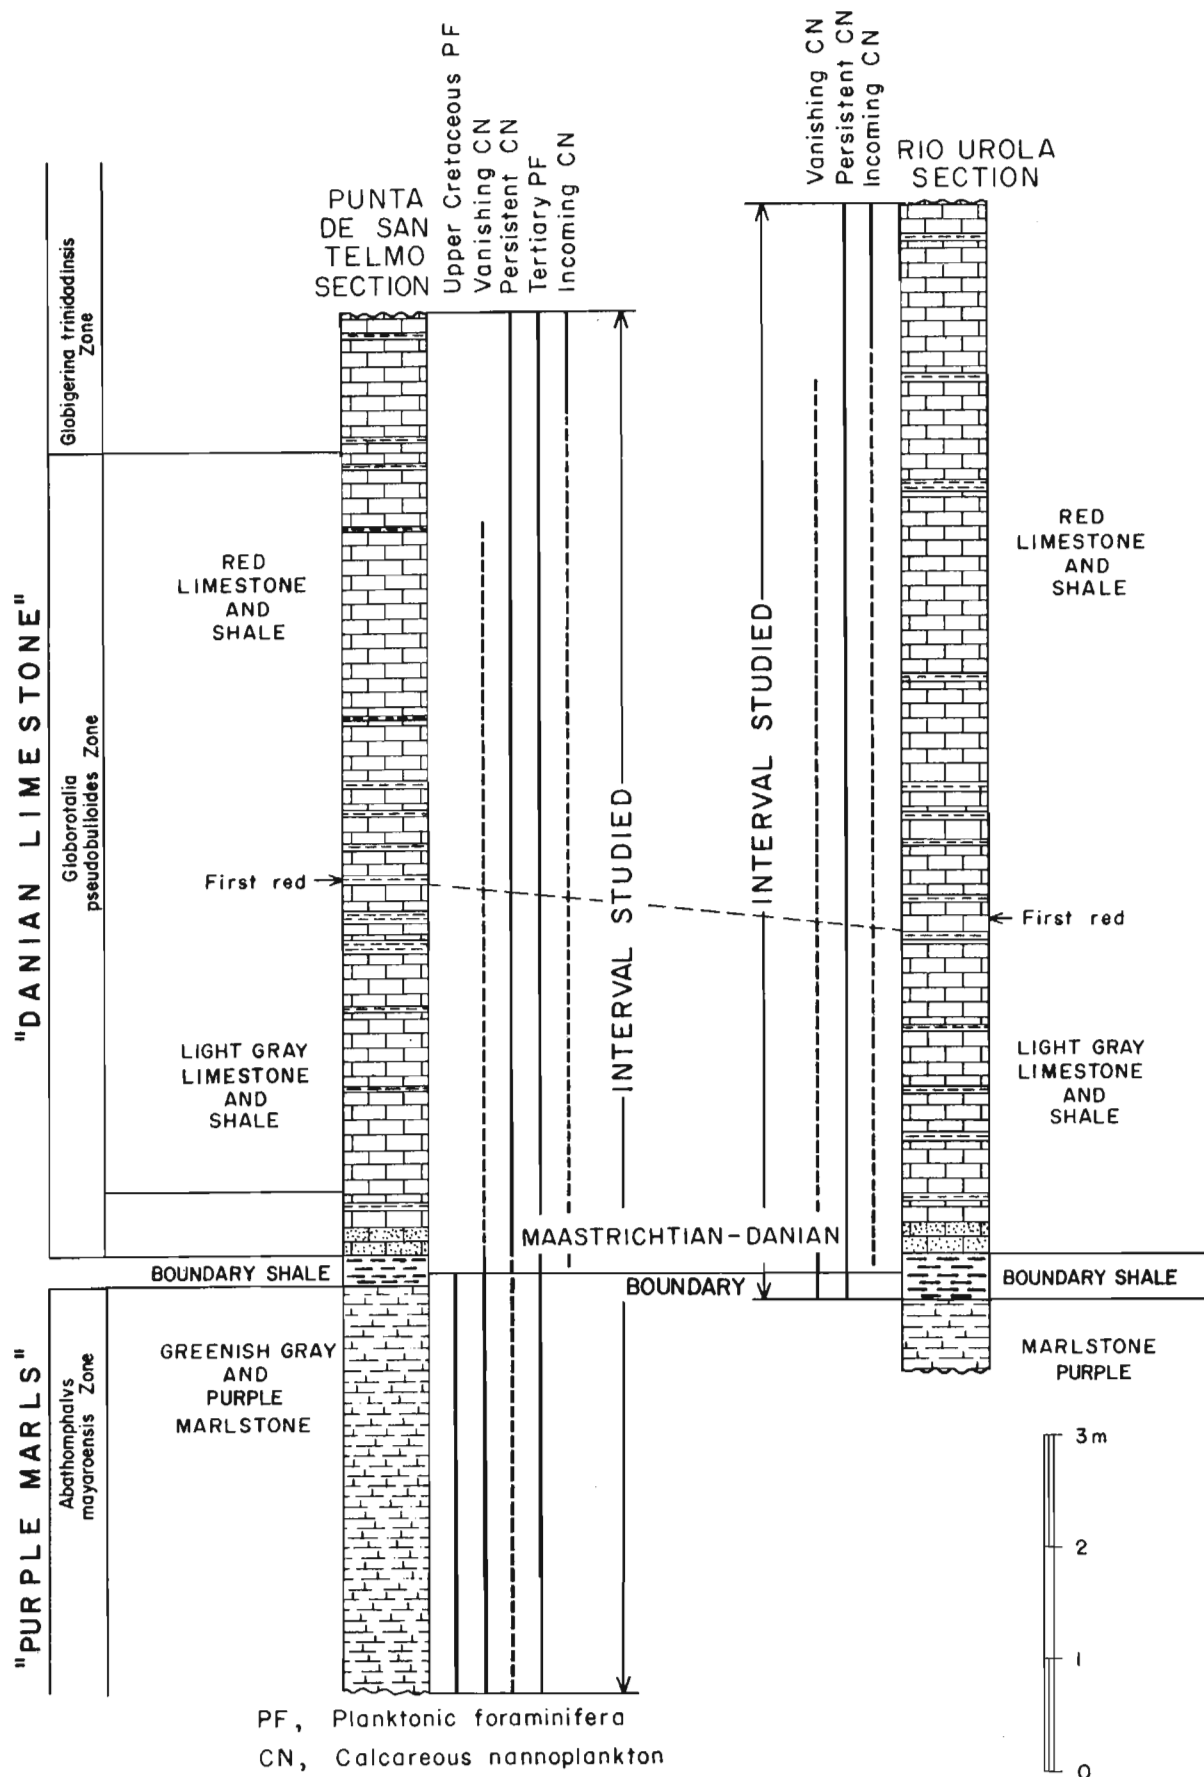 Upper Cretaceous PF
Vanishing CN
Persistent CN
Tertiary PF
Incoming CN
Vanishing CN
Persistent CN
Incoming CN
PUNTA
DE SAN
TELMO
SECTION
RIO UROLA
SECTION
"DANIAN LIMESTONE"
Globigerina trinidadinsis
Zone
Globorotalia
pseudobulloides Zone
RED
LIMESTONE
AND
SHALE
First red
LIGHT GRAY
LIMESTONE
AND
SHALE
INTERVAL STUDIED
INTERVAL STUDIED
RED
LIMESTONE
AND
SHALE
First red
LIGHT GRAY
LIMESTONE
AND
SHALE
MAASTRICHTIAN-DANIAN
BOUNDARY
BOUNDARY SHALE
BOUNDARY SHALE
"PURPLE MARLS"
Abathomphalvs
mayaroensis Zone
GREENISH GRAY
AND
PURPLE
MARLSTONE
MARLSTONE
PURPLE
3 m
2
1
0
PF, Planktonic foraminifera
CN, Calcareous nannoplankton